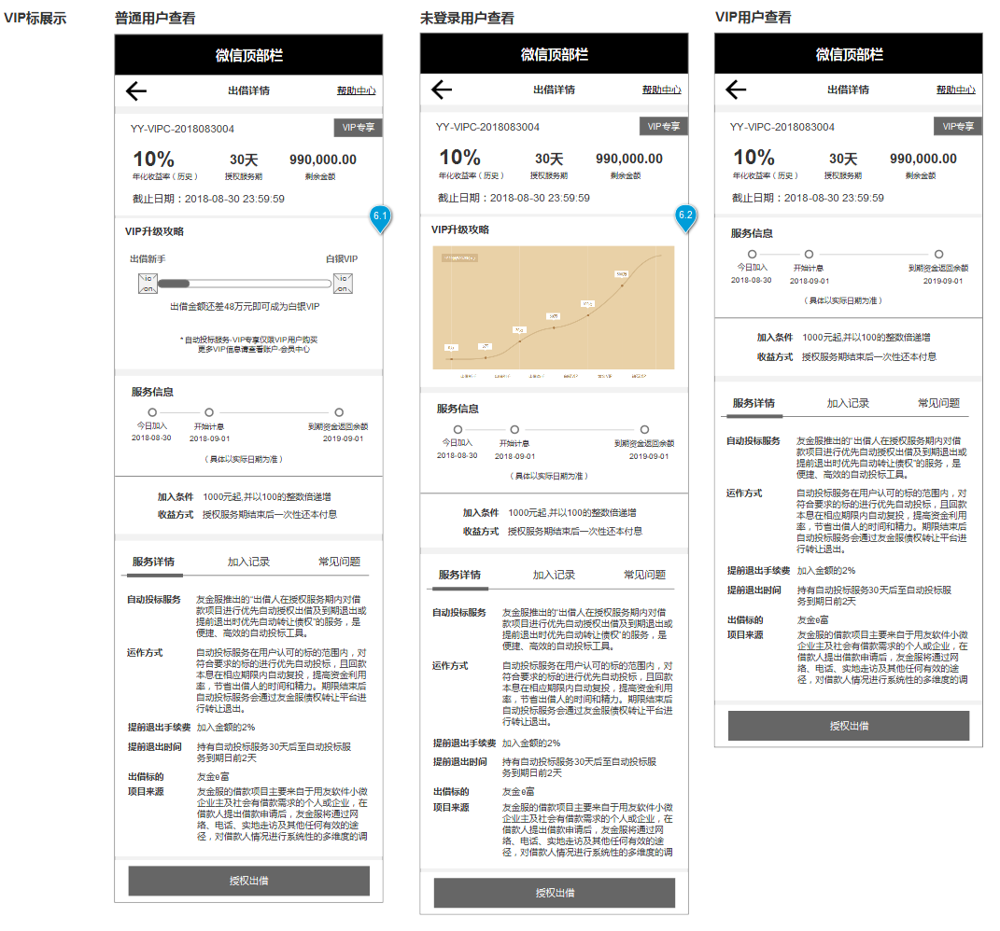 VIP标展示
普通用户查看
微信顶部栏
出借详情
帮助中心
YY-VIPC-2018083004
VIP专享
10%
30天
990,000.00
年化收益率（历史）
授权服务期
剩余金额
截止日期：2018-08-30 23:59:59
6.1
VIP升级攻略
出借新手
白银VIP
ic
on
ic
on
出借金额还差48万元即可成为白银VIP
* 自动投标服务-VIP专享仅限VIP用户购买
更多VIP信息请查看账户-会员中心
服务信息
今日加入
开始计息
到期资金返回余额
2018-08-30
2018-09-01
2019-09-01
（具体以实际日期为准）
加入条件 1000元起,并以100的整数倍递增
收益方式 授权服务期结束后一次性还本付息
服务详情
加入记录
常见问题
自动投标服务
友金服推出的“出借人在授权服务期内对借
款项目进行优先自动授权出借及到期退出或
提前退出时优先自动转让债权”的服务，是
便捷、高效的自动投标工具。
运作方式
自动投标服务在用户认可的标的范围内，对
符合要求的标的进行优先自动投标，且回款
本息在相应期限内自动复投，提高资金利用
率，节省出借人的时间和精力。期限结束后
自动投标服务会通过友金服债权转让平台进
行转让退出。
提前退出手续费 加入金额的2%
提前退出时间 持有自动投标服务30天后至自动投标服
务到期日前2天
出借标的 友金e富
项目来源 友金服的借款项目主要来自于用友软件小微
企业主及社会有借款需求的个人或企业，在
借款人提出借款申请后，友金服将通过网
络、电话、实地走访及其他任何有效的途
径，对借款人情况进行系统性的多维度的调
授权出借
未登录用户查看
微信顶部栏
出借详情
帮助中心
YY-VIPC-2018083004
VIP专享
10%
30天
990,000.00
年化收益率（历史）
授权服务期
剩余金额
截止日期：2018-08-30 23:59:59
6.2
VIP升级攻略
服务信息
今日加入
开始计息
到期资金返回余额
2018-08-30
2018-09-01
2019-09-01
（具体以实际日期为准）
加入条件 1000元起,并以100的整数倍递增
收益方式 授权服务期结束后一次性还本付息
服务详情
加入记录
常见问题
自动投标服务
友金服推出的“出借人在授权服务期内对借
款项目进行优先自动授权出借及到期退出或
提前退出时优先自动转让债权”的服务，是
便捷、高效的自动投标工具。
运作方式
自动投标服务在用户认可的标的范围内，对
符合要求的标的进行优先自动投标，且回款
本息在相应期限内自动复投，提高资金利用
率，节省出借人的时间和精力。期限结束后
自动投标服务会通过友金服债权转让平台进
行转让退出。
提前退出手续费 加入金额的2%
提前退出时间 持有自动投标服务30天后至自动投标服
务到期日前2天
出借标的 友金e富
项目来源 友金服的借款项目主要来自于用友软件小微
企业主及社会有借款需求的个人或企业，在
借款人提出借款申请后，友金服将通过网
络、电话、实地走访及其他任何有效的途
径，对借款人情况进行系统性的多维度的调
授权出借
VIP用户查看
微信顶部栏
出借详情
帮助中心
YY-VIPC-2018083004
VIP专享
10%
30天
990,000.00
年化收益率（历史）
授权服务期
剩余金额
截止日期：2018-08-30 23:59:59
服务信息
今日加入
开始计息
到期资金返回余额
2018-08-30
2018-09-01
2019-09-01
（具体以实际日期为准）
加入条件 1000元起,并以100的整数倍递增
收益方式 授权服务期结束后一次性还本付息
服务详情
加入记录
常见问题
自动投标服务
友金服推出的“出借人在授权服务期内对借
款项目进行优先自动授权出借及到期退出或
提前退出时优先自动转让债权”的服务，是
便捷、高效的自动投标工具。
运作方式
自动投标服务在用户认可的标的范围内，对
符合要求的标的进行优先自动投标，且回款
本息在相应期限内自动复投，提高资金利用
率，节省出借人的时间和精力。期限结束后
自动投标服务会通过友金服债权转让平台进
行转让退出。
提前退出手续费 加入金额的2%
提前退出时间 持有自动投标服务30天后至自动投标服
务到期日前2天
出借标的 友金e富
项目来源 友金服的借款项目主要来自于用友软件小微
企业主及社会有借款需求的个人或企业，在
借款人提出借款申请后，友金服将通过网
络、电话、实地走访及其他任何有效的途
径，对借款人情况进行系统性的多维度的调
授权出借